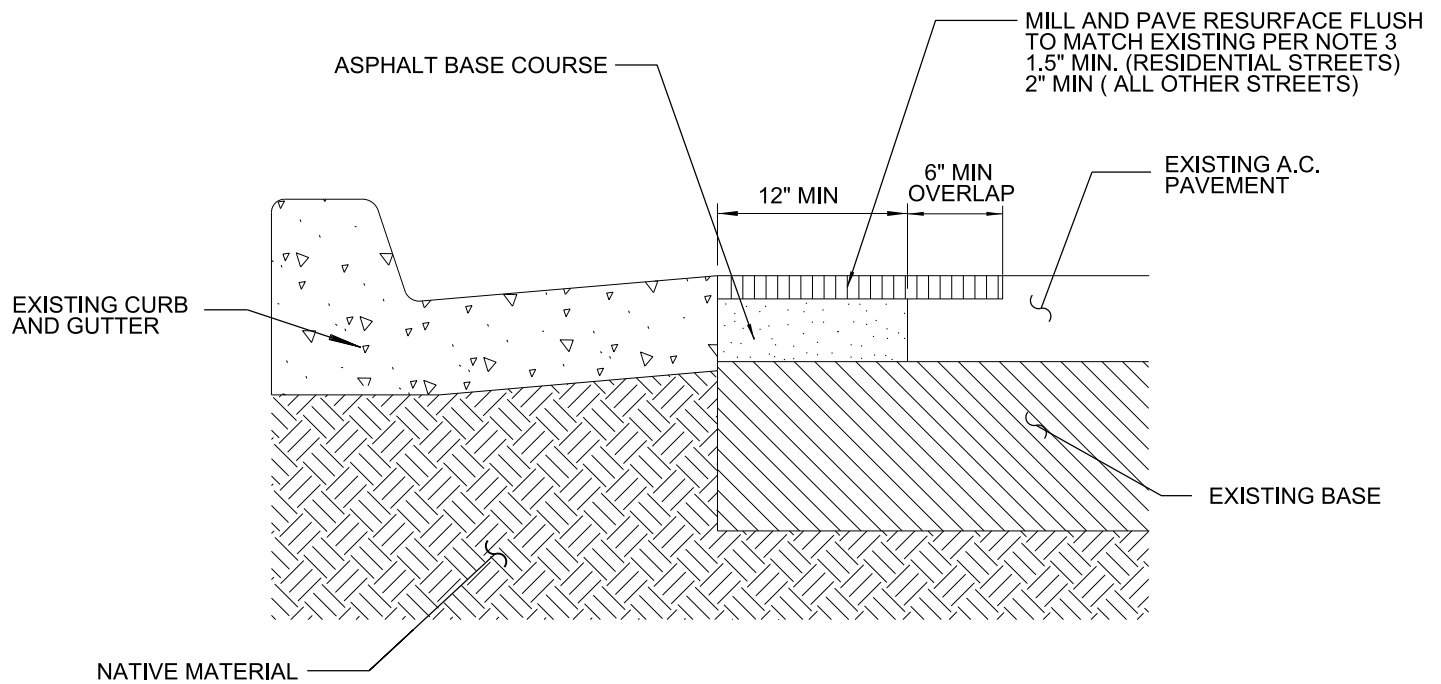 MILL AND PAVE RESURFACE FLUSH
TO MATCH EXISTING PER NOTE 3
1.5" MIN. (RESIDENTIAL STREETS)
2" MIN ( ALL OTHER STREETS)
ASPHALT BASE COURSE
EXISTING A.C.
PAVEMENT
12" MIN
6" MIN
OVERLAP
EXISTING CURB
AND GUTTER
EXISTING BASE
NATIVE MATERIAL